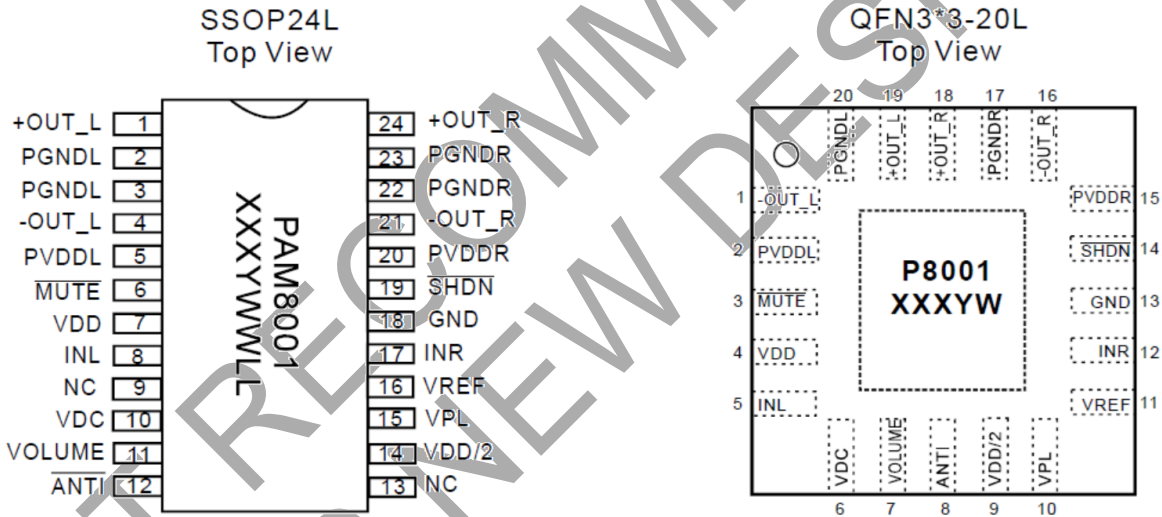 SSOP24L
Top View
+OUT_L 1
PGNDL 2
PGNDL 3
-OUT_L 4
PVDDL 5
MUTE 6
VDD 7
INL 8
NC 9
VDC 10
VOLUME 11
ANTI 12
PAM8001
XXXYWWLL
24 +OUT_R
23 PGNDR
22 PGNDR
21 -OUT_R
20 PVDDR
19 SHDN
18 GND
17 INR
16 VREF
15 VPL
14 VDD/2
13 NC
QFN3*3-20L
Top View
20 19 18 17 16
PGNDL
+OUT_L
+OUT_R
PGNDR
-OUT_R
1 -OUT_L
2 PVDDL
3 MUTE
4 VDD
5 INL
P8001
XXXYW
PVDDR 15
SHDN 14
GND 13
INR 12
VREF 11
VDC
VOLUME
ANTI
VDD/2
VPL
6 7 8 9 10